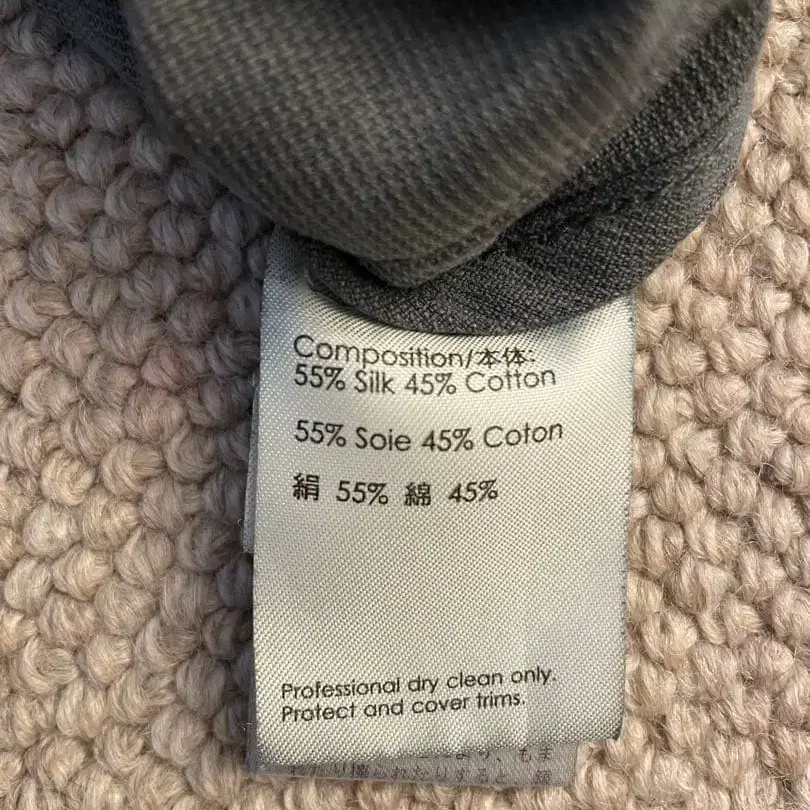 Composition/本体:
55% Silk 45% Cotton
55% Soie 45% Coton
絹 55% 綿 45%
Professional dry clean only.
Protect and cover trims.